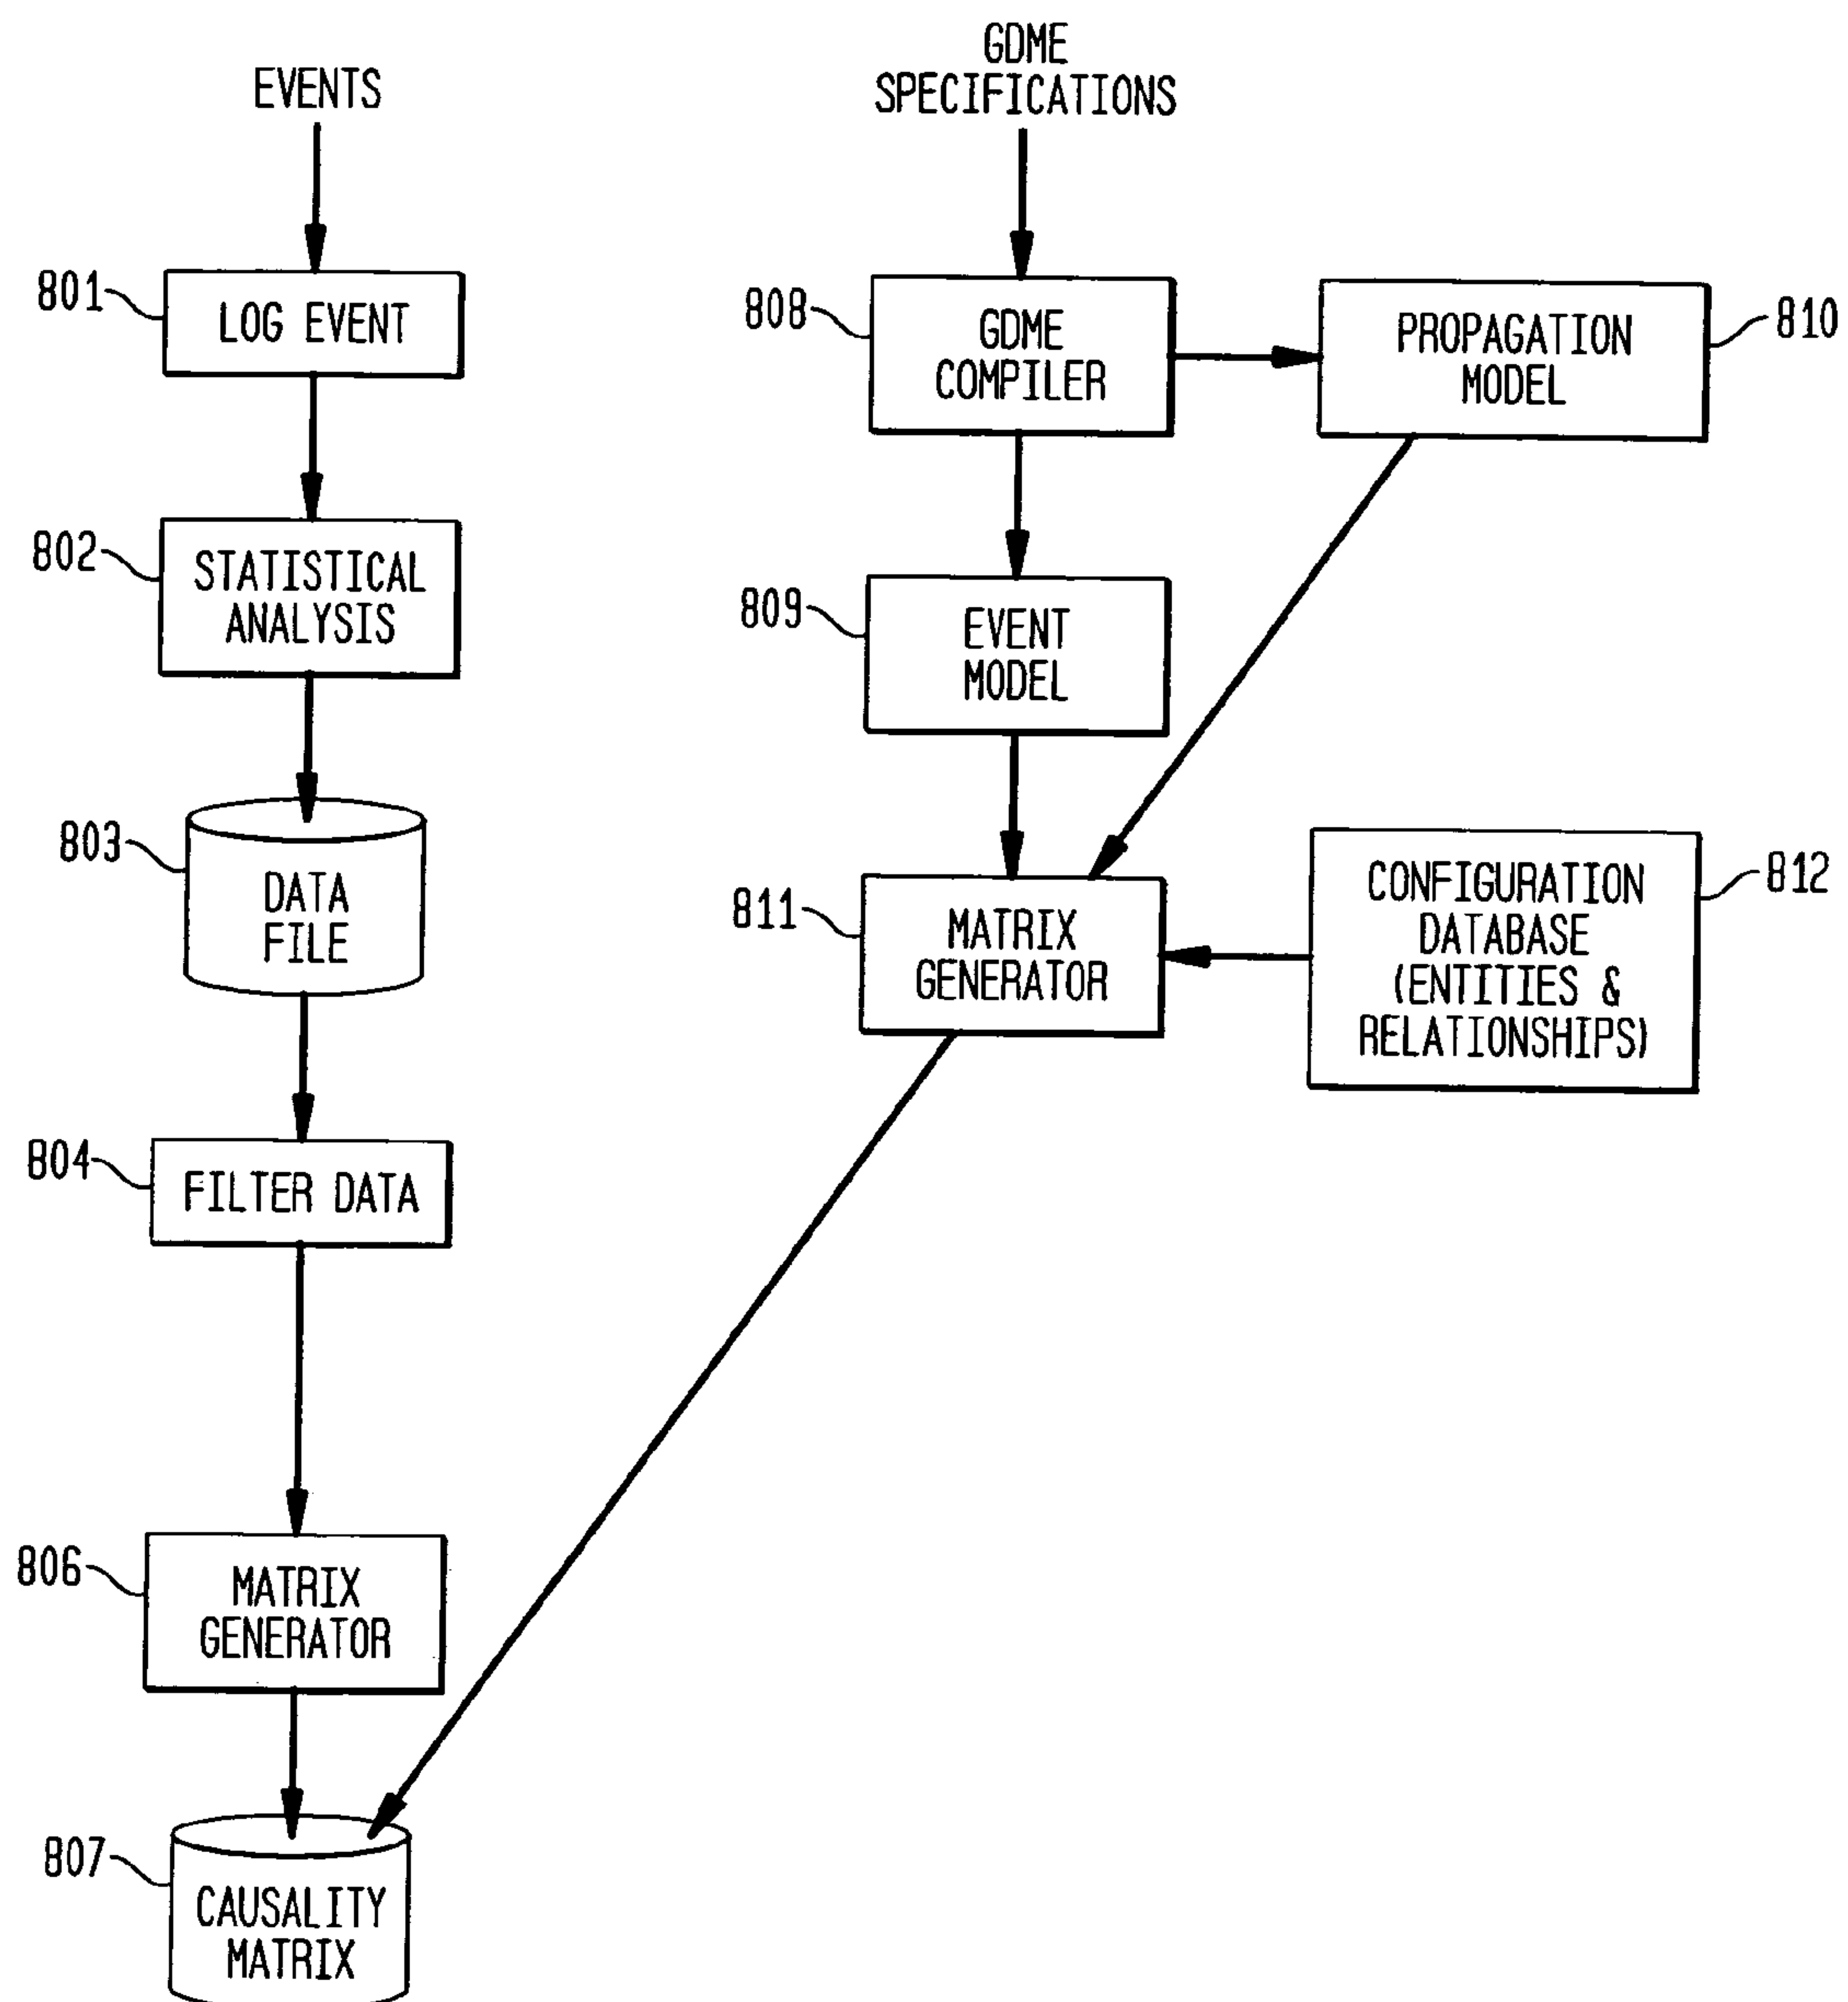 EVENTS
801
LOG EVENT
802
STATISTICAL
ANALYSIS
803
DATA
FILE
804
FILTER DATA
806
MATRIX
GENERATOR
807
CAUSALITY
MATRIX
GDME
SPECIFICATIONS
808
GDME
COMPILER
PROPAGATION
MODEL
810
809
EVENT
MODEL
811
MATRIX
GENERATOR
CONFIGURATION
DATABASE
(ENTITIES &
RELATIONSHIPS)
812